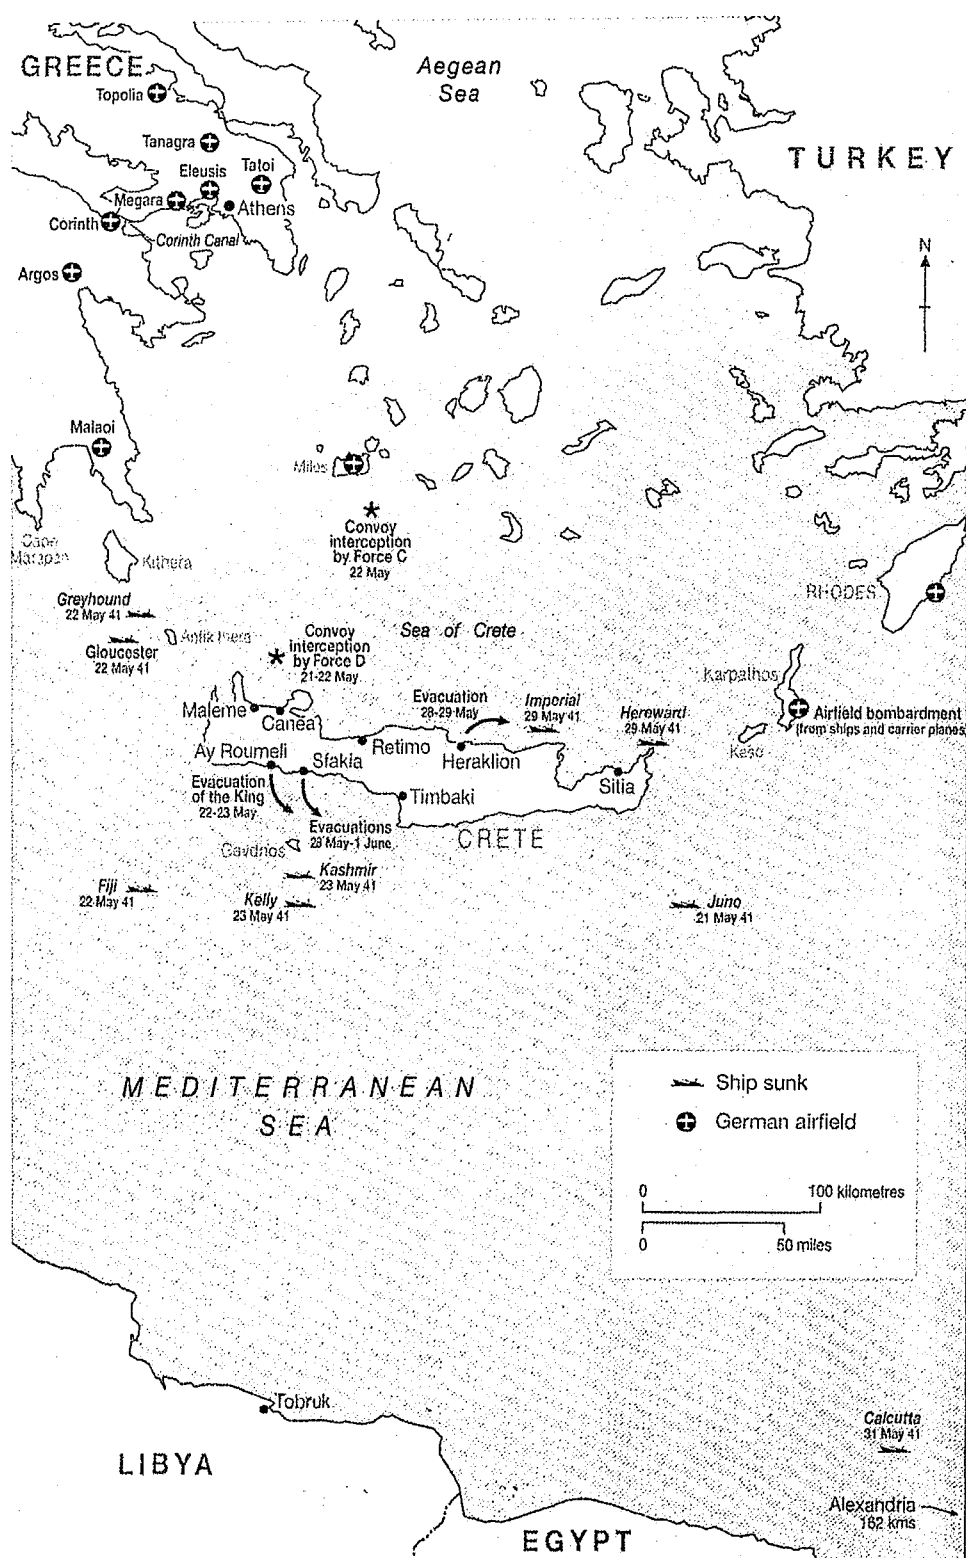 GREECE
Aegean
Sea
Topolia
TURKEY
Tanagra
Eleusis
Tatoi
Megara
Athens
Corinth
Corinth Canal
N
Argos
Malaoi
Milos
Convoy
interception
by Force C
22 May
Cape
Matapan
Kithera
RHODES
Greyhound
22 May 41
Gloucester
22 May 41
Antikithera
Convoy
interception
by Force D
21-22 May
Sea of Crete
Karpathos
Evacuation
28-29 May
Imperial
29 May 41
Hereward
29 May 41
Airfield bombardment
(from ships and carrier planes)
Maleme
Canea
Retimo
Heraklion
Keso
Ay Roumeli
Sfakia
Silia
Evacuation
of the King
22-23 May
Timbaki
Evacuations
28 May-1 June
CRETE
Gavdhos
Kashmir
23 May 41
Fiji
22 May 41
Kelly
23 May 41
Juno
21 May 41
MEDITERRANEAN
SEA
Ship sunk
German airfield
0 100 kilometres
0 50 miles
Tobruk
LIBYA
Calcutta
31 May 41
Alexandria
162 kms
EGYPT